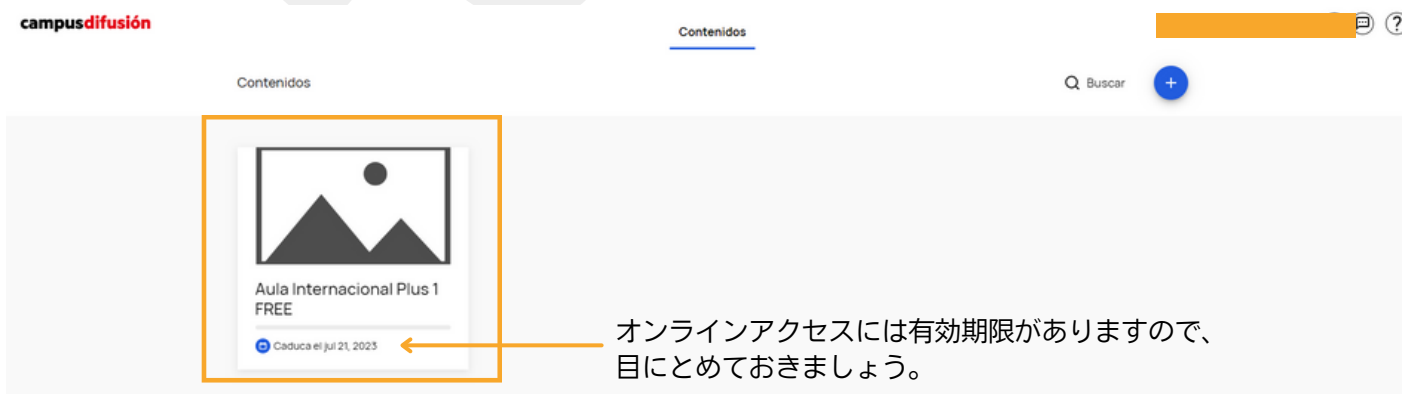 campusdifusión
Contenidos
Contenidos
Buscar
Aula Internacional Plus 1
FREE
Caduca el jul 21, 2023
オンラインアクセスには有効期限がありますので、
目にとめておきましょう。